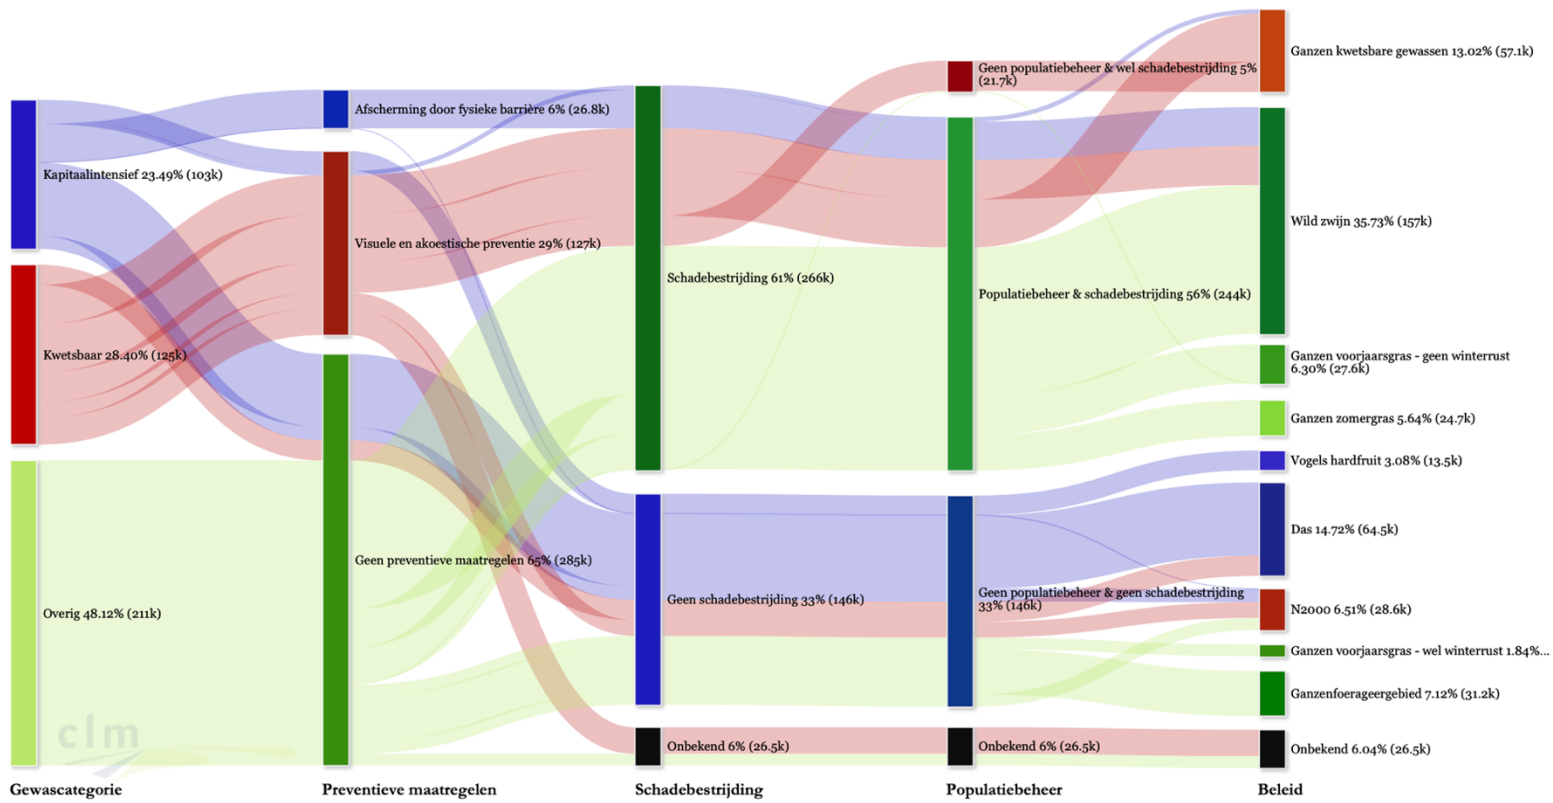 Kapitaalintensief 23.49% (103k)
Kwetsbaar 28.40% (125k)
Overig 48.12% (211k)
clm
Gewascategorie
Afscherming door fysieke barrière 6% (26.8k)
Visuele en akoestische preventie 29% (127k)
Geen preventieve maatregelen 65% (285k)
Preventieve maatregelen
Schadebestrijding 61% (266k)
Geen schadebestrijding 33% (146k)
Onbekend 6% (26.5k)
Schadebestrijding
Geen populatiebeheer & wel schadebestrijding 5%
(21.7k)
Populatiebeheer & schadebestrijding 56% (244k)
Geen populatiebeheer & geen schadebestrijding
33% (146k)
Onbekend 6% (26.5k)
Populatiebeheer
Ganzen kwetsbare gewassen 13.02% (57.1k)
Wild zwijn 35.73% (157k)
Ganzen voorjaarsgras - geen winterrust
6.30% (27.6k)
Ganzen zomergras 5.64% (24.7k)
Vogels hardfruit 3.08% (13.5k)
Das 14.72% (64.5k)
N2000 6.51% (28.6k)
Ganzen voorjaarsgras - wel winterrust 1.84%...
Ganzenfoerageergebied 7.12% (31.2k)
Onbekend 6.04% (26.5k)
Beleid